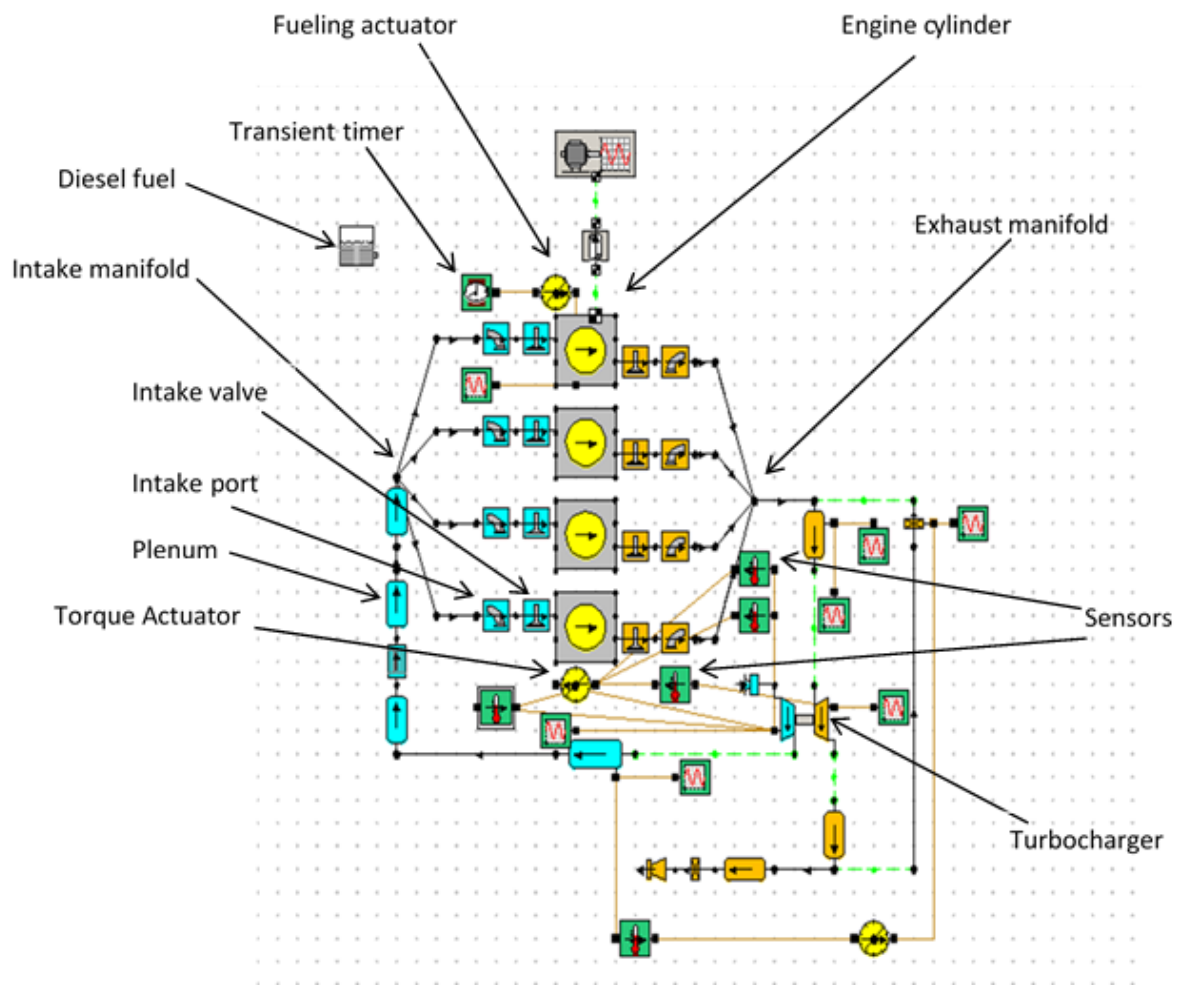 Fueling actuator
Engine cylinder
Transient timer
Diesel fuel
Exhaust manifold
Intake manifold
Intake valve
Intake port
Plenum
Torque Actuator
Sensors
Turbocharger